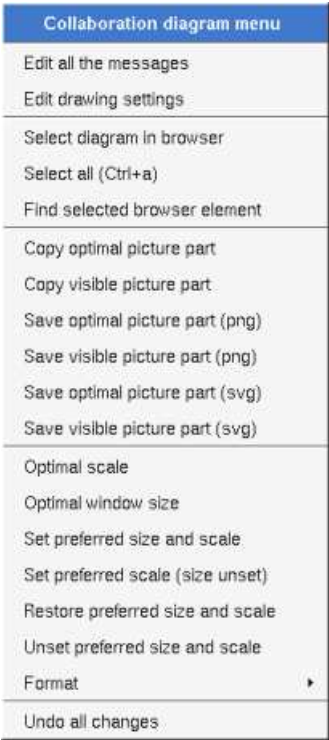 Collaboration diagram menu
Edit all the messages
Edit drawing settings
Select diagram in browser
Select all (Ctrl+a)
Find selected browser element
Copy optimal picture part
Copy visible picture part
Save optimal picture part (png)
Save visible picture part (png)
Save optimal picture part (svg)
Save visible picture part (svg)
Optimal scale
Optimal window size
Set preferred size and scale
Set preferred scale (size unset)
Restore preferred size and scale
Unset preferred size and scale
Format
Undo all changes